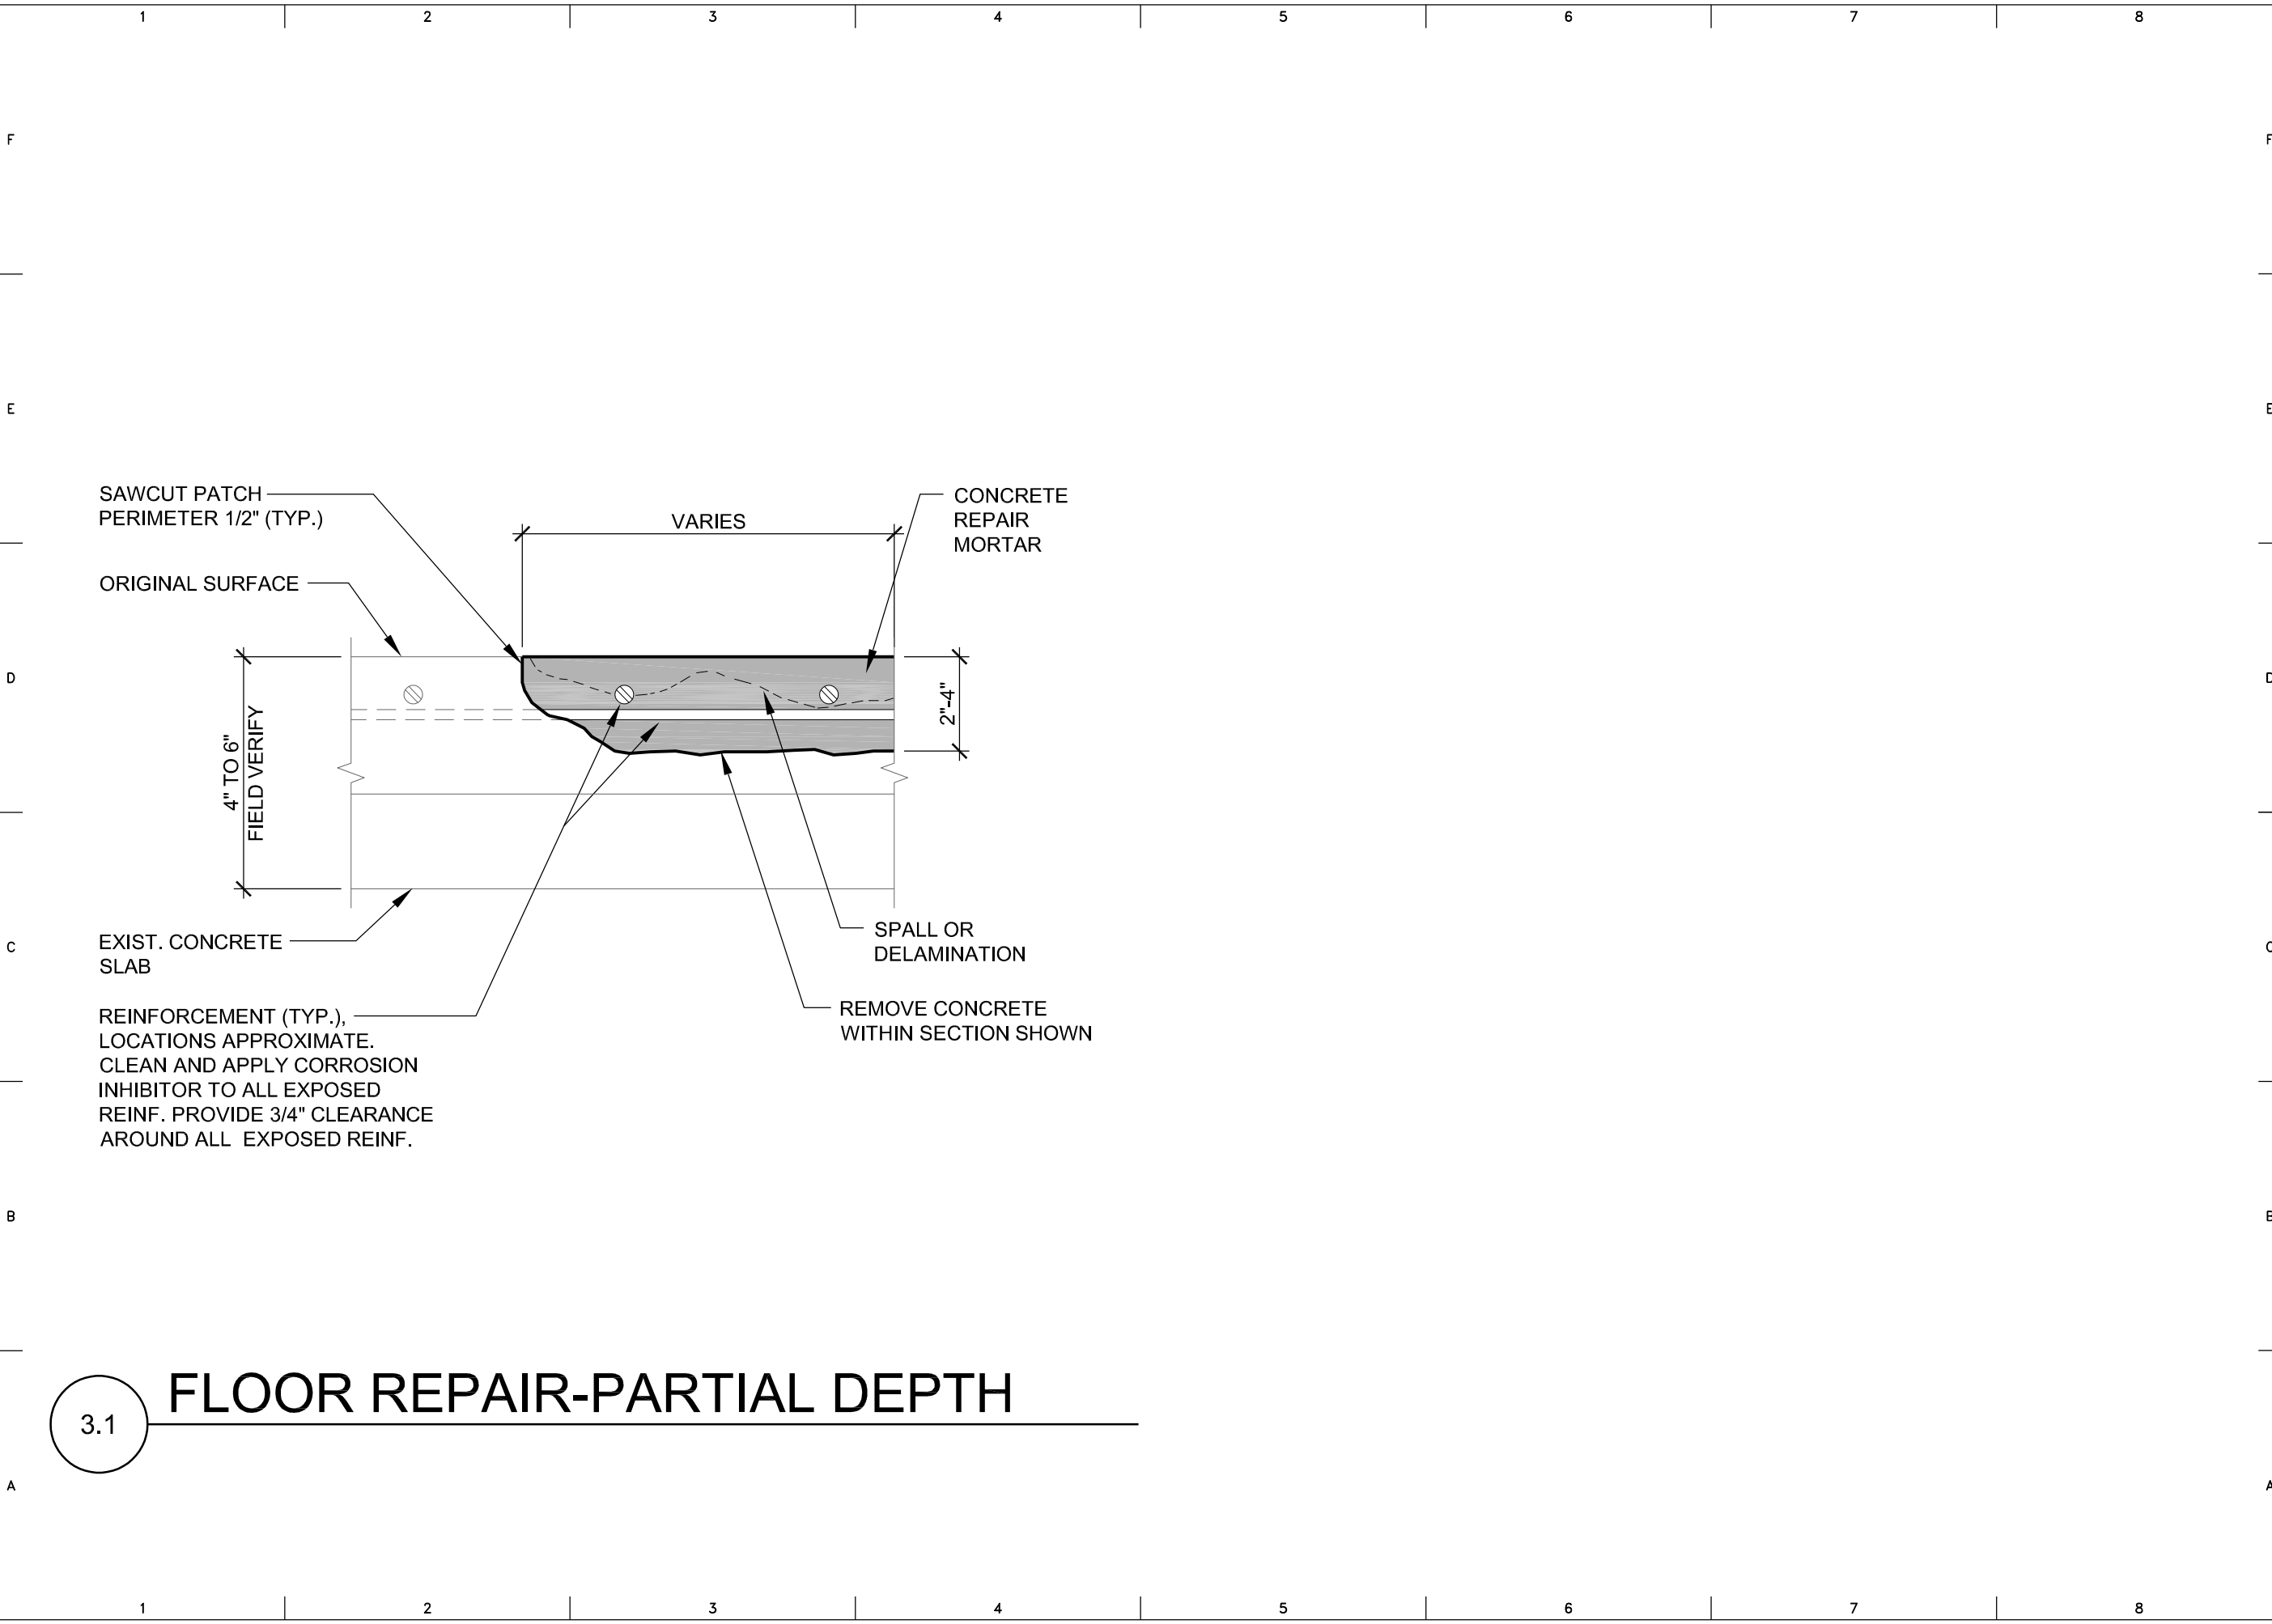 1 2 3 4 5 6 7 8
F F
E E
SAWCUT PATCH
PERIMETER 1/2" (TYP.)
VARIES
CONCRETE
REPAIR
MORTAR
ORIGINAL SURFACE
D D
2"-4"
4" TO 6"
FIELD VERIFY
EXIST. CONCRETE
SLAB
SPALL OR
DELAMINATION
C C
REINFORCEMENT (TYP.),
LOCATIONS APPROXIMATE.
CLEAN AND APPLY CORROSION
INHIBITOR TO ALL EXPOSED
REINF. PROVIDE 3/4" CLEARANCE
AROUND ALL EXPOSED REINF.
REMOVE CONCRETE
WITHIN SECTION SHOWN
B B
3.1
FLOOR REPAIR-PARTIAL DEPTH
A A
1 2 3 4 5 6 7 8